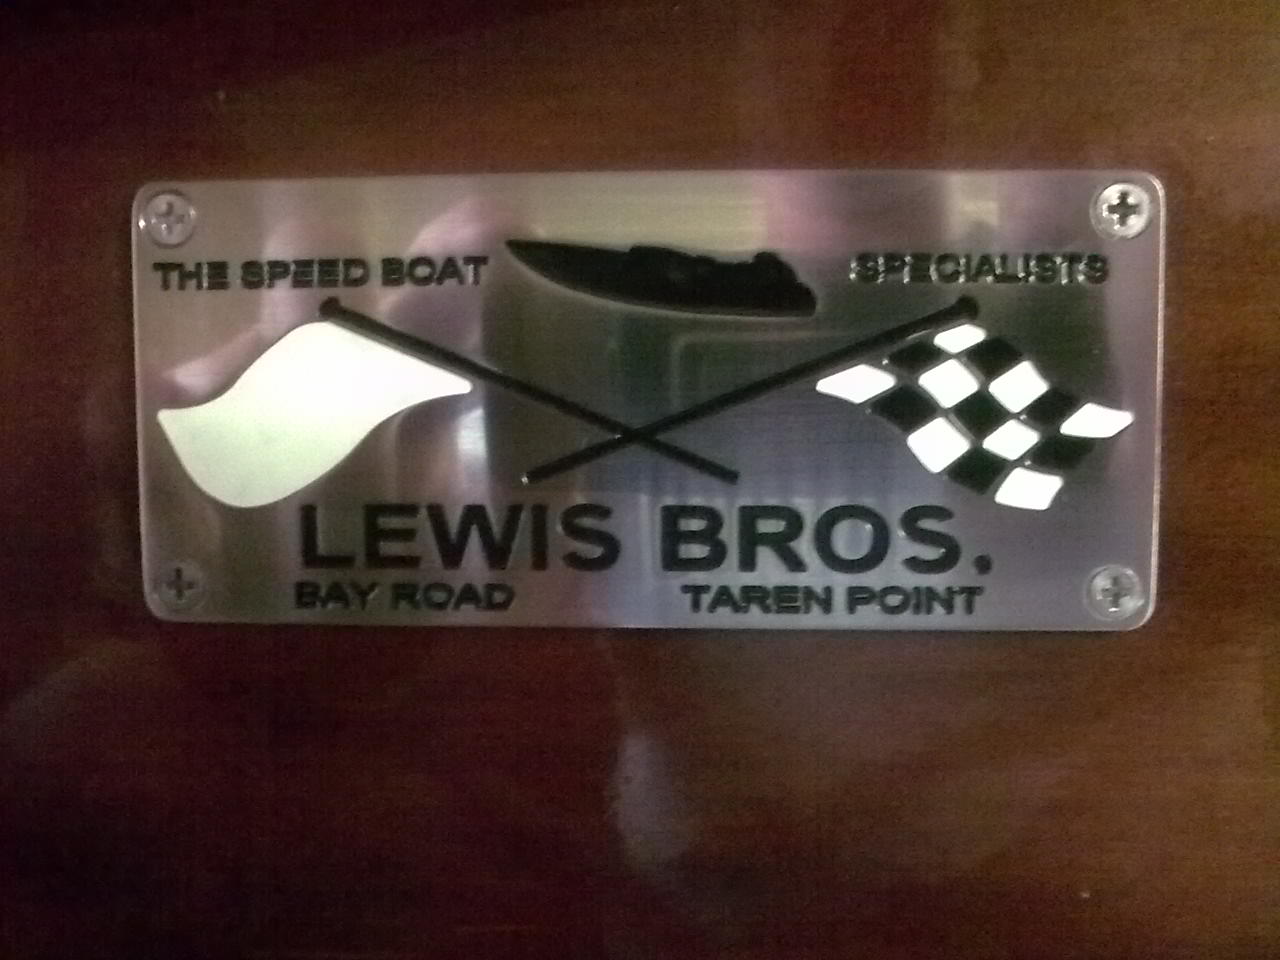 THE SPEED BOAT SPECIALISTS
LEWIS BROS.
BAY ROAD TAREN POINT